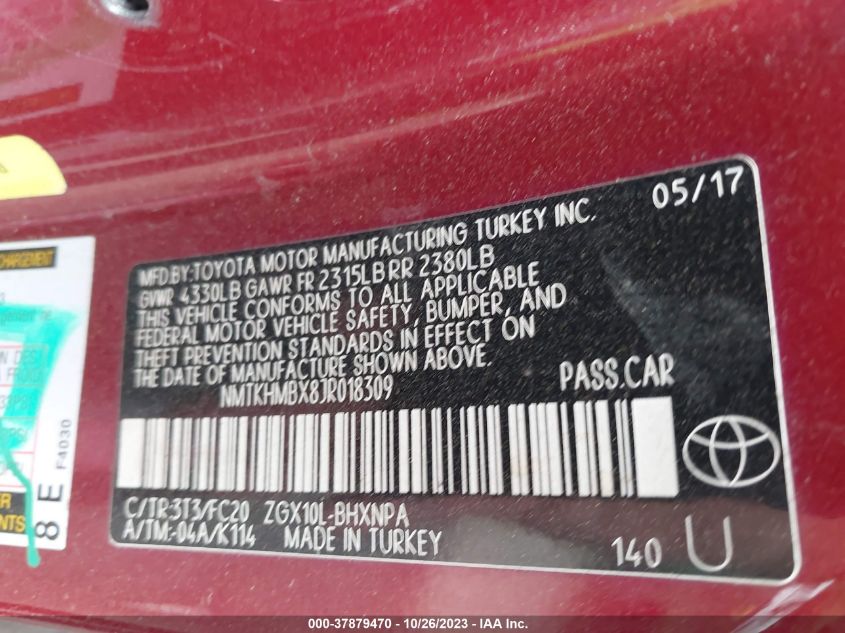 05/17
MFD.BY:TOYOTA MOTOR MANUFACTURING TURKEY INC.
GVWR 4330LB GAWR FR 2315LB RR 2380LB
THIS VEHICLE CONFORMS TO ALL APPLICABLE
FEDERAL MOTOR VEHICLE SAFETY, BUMPER, AND
THEFT PREVENTION STANDARDS IN EFFECT ON
THE DATE OF MANUFACTURE SHOWN ABOVE.
NMTKHMBX8JR018309 PASS.CAR
C/TR:3T3/FC20 ZGX10L-BHXNPA
A/TM:-04A/K114 MADE IN TURKEY 140 U
8 E F4030
000-37879470 • 10/26/2023 • IAA Inc.